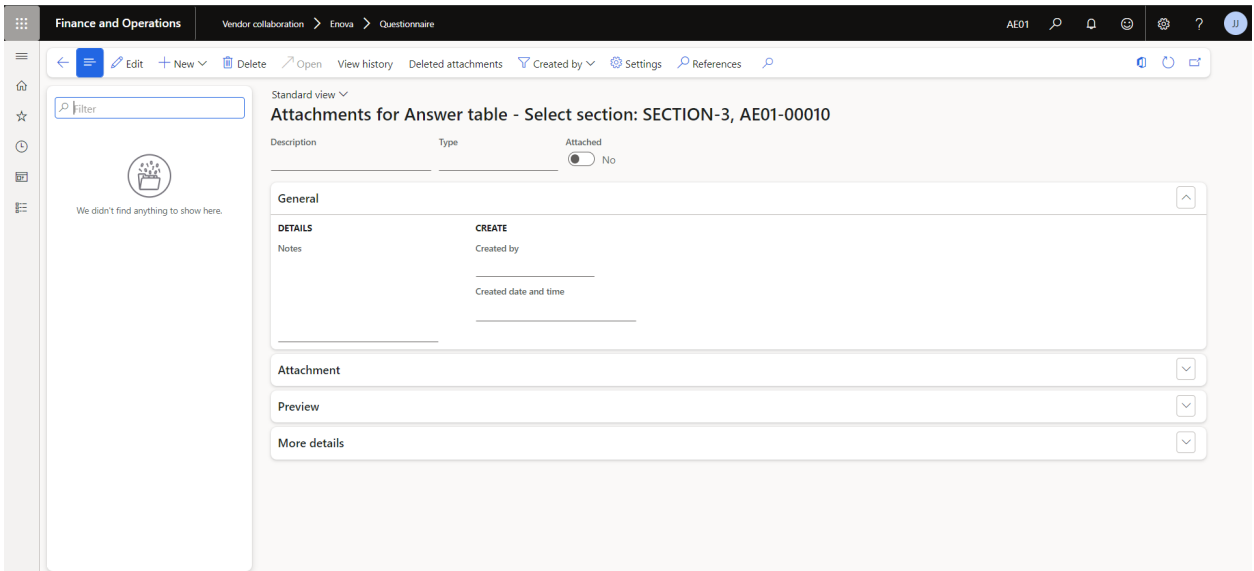 Finance and Operations
Vendor collaboration > Enova > Questionnaire
AE01
?
JJ
Edit
New
Delete
Open
View history
Deleted attachments
Created by
Settings
References
Filter
We didn't find anything to show here.
Standard view
Attachments for Answer table - Select section: SECTION-3, AE01-00010
Description
Type
Attached
No
General
DETAILS
CREATE
Notes
Created by
Created date and time
Attachment
Preview
More details